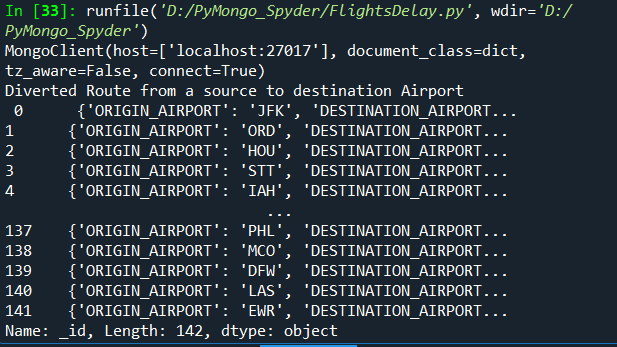 In [33]: runfile('D:/PyMongo_Spyder/FlightsDelay.py', wdir='D:/
PyMongo_Spyder')
MongoClient(host=['localhost:27017'], document_class=dict,
tz_aware=False, connect=True)
Diverted Route from a source to destination Airport
0 {'ORIGIN_AIRPORT': 'JFK', 'DESTINATION_AIRPORT...
1 {'ORIGIN_AIRPORT': 'ORD', 'DESTINATION_AIRPORT...
2 {'ORIGIN_AIRPORT': 'HOU', 'DESTINATION_AIRPORT...
3 {'ORIGIN_AIRPORT': 'STT', 'DESTINATION_AIRPORT...
4 {'ORIGIN_AIRPORT': 'IAH', 'DESTINATION_AIRPORT...
...
137 {'ORIGIN_AIRPORT': 'PHL', 'DESTINATION_AIRPORT...
138 {'ORIGIN_AIRPORT': 'MCO', 'DESTINATION_AIRPORT...
139 {'ORIGIN_AIRPORT': 'DFW', 'DESTINATION_AIRPORT...
140 {'ORIGIN_AIRPORT': 'LAS', 'DESTINATION_AIRPORT...
141 {'ORIGIN_AIRPORT': 'EWR', 'DESTINATION_AIRPORT...
Name: _id, Length: 142, dtype: object